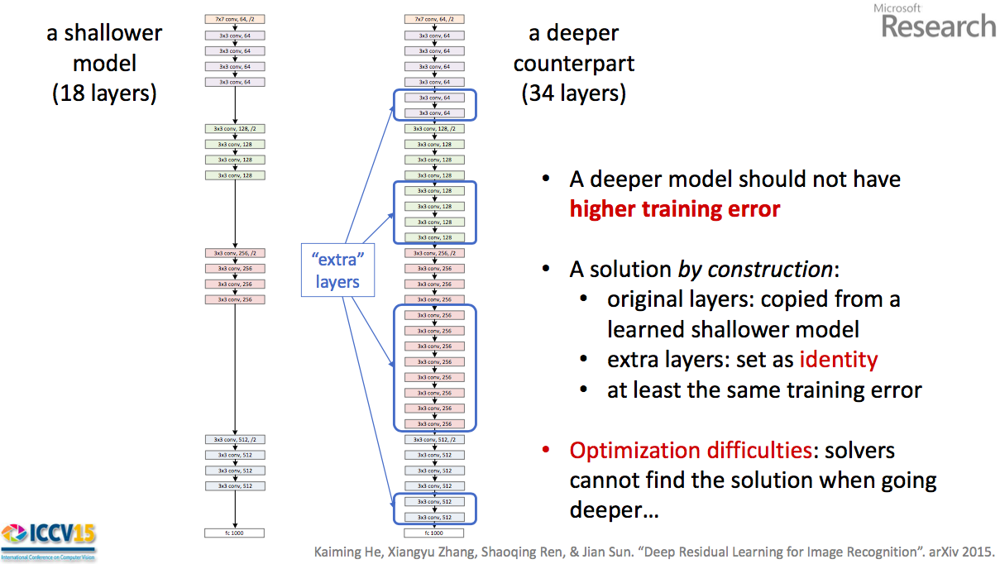 Microsoft
Research
a shallower
model
(18 layers)
7x7 conv, 64, /2
3x3 conv, 64
3x3 conv, 64
3x3 conv, 64
3x3 conv, 64
3x3 conv, 128, /2
3x3 conv, 128
3x3 conv, 128
3x3 conv, 128
3x3 conv, 256, /2
3x3 conv, 256
3x3 conv, 256
3x3 conv, 256
3x3 conv, 512, /2
3x3 conv, 512
3x3 conv, 512
3x3 conv, 512
fc 1000
"extra"
layers
7x7 conv, 64, /2
3x3 conv, 64
3x3 conv, 64
3x3 conv, 64
3x3 conv, 64
3x3 conv, 64
3x3 conv, 64
3x3 conv, 128, /2
3x3 conv, 128
3x3 conv, 128
3x3 conv, 128
3x3 conv, 128
3x3 conv, 128
3x3 conv, 128
3x3 conv, 128
3x3 conv, 256, /2
3x3 conv, 256
3x3 conv, 256
3x3 conv, 256
3x3 conv, 256
3x3 conv, 256
3x3 conv, 256
3x3 conv, 256
3x3 conv, 256
3x3 conv, 256
3x3 conv, 256
3x3 conv, 256
3x3 conv, 512, /2
3x3 conv, 512
3x3 conv, 512
3x3 conv, 512
3x3 conv, 512
3x3 conv, 512
fc 1000
a deeper
counterpart
(34 layers)
• A deeper model should not have
higher training error
• A solution by construction:
• original layers: copied from a
learned shallower model
• extra layers: set as identity
• at least the same training error
• Optimization difficulties: solvers
cannot find the solution when going
deeper…
ICCV15
International Conference on Computer Vision
Kaiming He, Xiangyu Zhang, Shaoqing Ren, & Jian Sun. "Deep Residual Learning for Image Recognition". arXiv 2015.